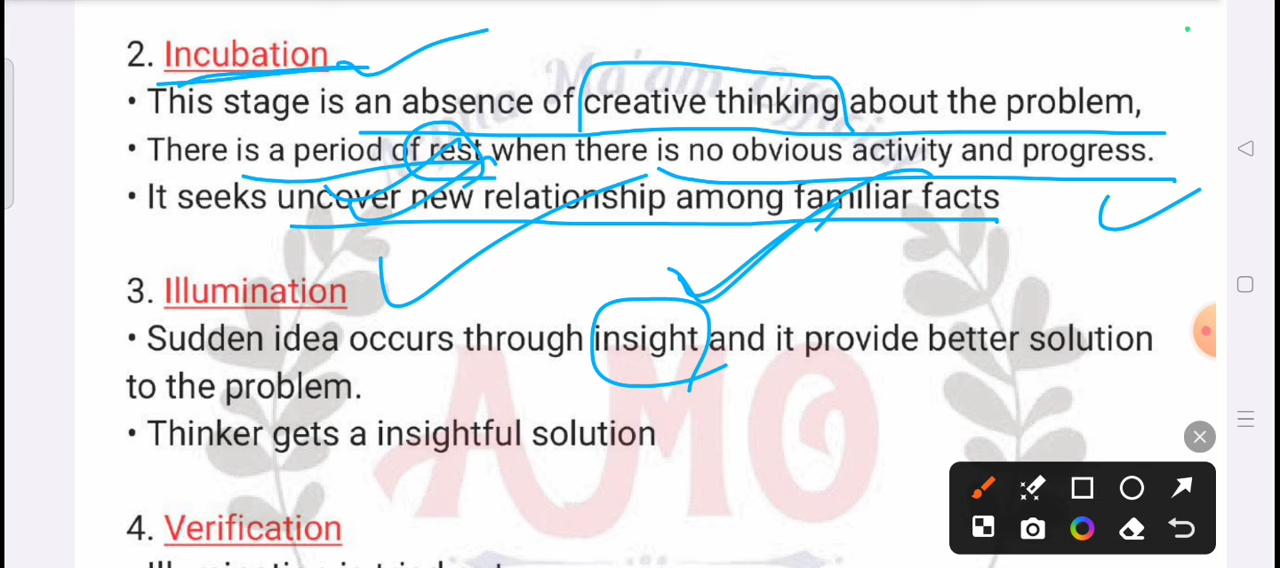 2. Incubation
• This stage is an absence of creative thinking about the problem,
• There is a period of rest when there is no obvious activity and progress.
• It seeks uncover new relationship among familiar facts
3. Illumination
• Sudden idea occurs through insight and it provide better solution
to the problem.
• Thinker gets a insightful solution
AMO
4. Verification